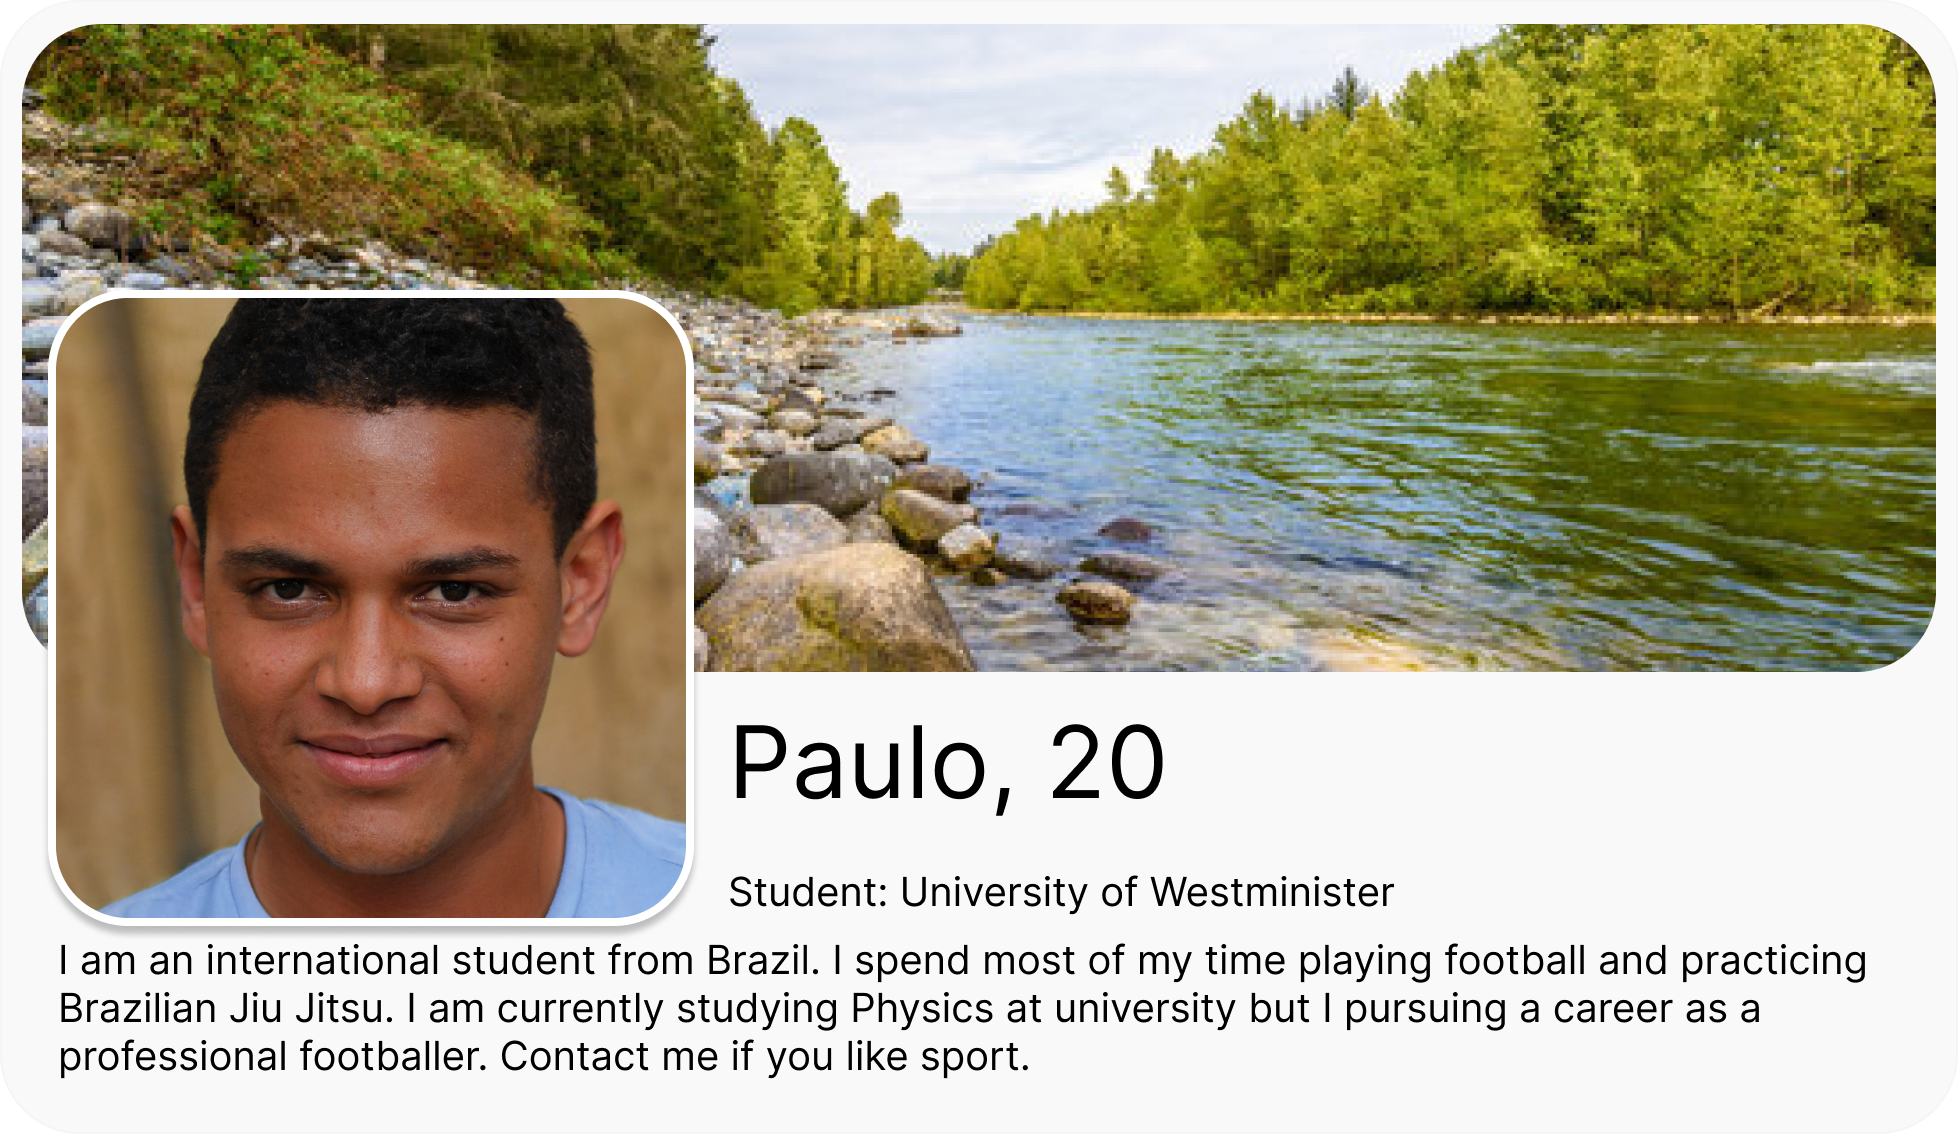 Paulo, 20
Student: University of Westminister
I am an international student from Brazil. I spend most of my time playing football and practicing
Brazilian Jiu Jitsu. I am currently studying Physics at university but I pursuing a career as a
professional footballer. Contact me if you like sport.